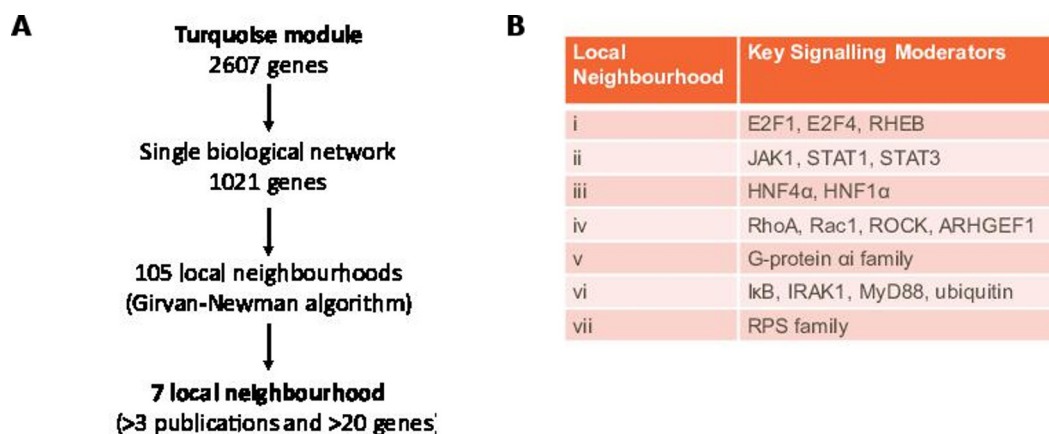 A
Turquoise module
2607 genes
Single biological network
1021 genes
105 local neighbourhoods
(Girvan-Newman algorithm)
7 local neighbourhood
(>3 publications and >20 genes)
B
Local Neighbourhood Key Signalling Moderators
i E2F1, E2F4, RHEB
ii JAK1, STAT1, STAT3
iii HNF4α, HNF1α
iv RhoA, Rac1, ROCK, ARHGEF1
v G-protein αi family
vi IκB, IRAK1, MyD88, ubiquitin
vii RPS family